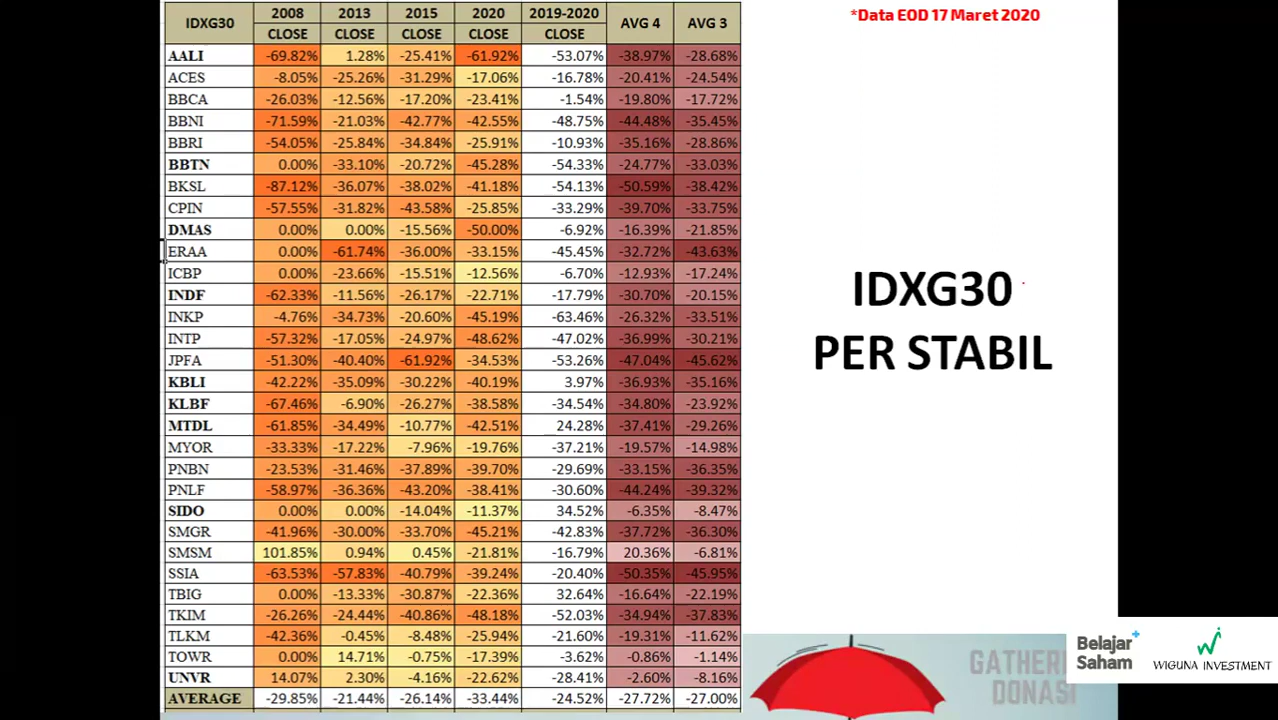 IDXG30 2008 2013 2015 2020 2019-2020 AVG 4 AVG 3
CLOSE CLOSE CLOSE CLOSE CLOSE
AALI -69.82% 1.28% -25.41% -61.92% -53.07% -38.97% -28.68%
ACES -8.05% -25.26% -31.29% -17.06% -16.78% -20.41% -24.54%
BBCA -26.03% -12.56% -17.20% -23.41% -1.54% -19.80% -17.72%
BBNI -71.59% -21.03% -42.77% -42.55% -48.75% -44.48% -35.45%
BBRI -54.05% -25.84% -34.84% -25.91% -10.93% -35.16% -28.86%
BBTN 0.00% -33.10% -20.72% -45.28% -54.33% -24.77% -33.03%
BKSL -87.12% -36.07% -38.02% -41.18% -54.13% -50.59% -38.42%
CPIN -57.55% -31.82% -43.58% -25.85% -33.29% -39.70% -33.75%
DMAS 0.00% 0.00% -15.56% -50.00% -6.92% -16.39% -21.85%
ERAA 0.00% -61.74% -36.00% -33.15% -45.45% -32.72% -43.63%
ICBP 0.00% -23.66% -15.51% -12.56% -6.70% -12.93% -17.24%
INDF -62.33% -11.56% -26.17% -22.71% -17.79% -30.70% -20.15%
INKP -4.76% -34.73% -20.60% -45.19% -63.46% -26.32% -33.51%
INTP -57.32% -17.05% -24.97% -48.62% -47.02% -36.99% -30.21%
JPFA -51.30% -40.40% -61.92% -34.53% -53.26% -47.04% -45.62%
KBLI -42.22% -35.09% -30.22% -40.19% 3.97% -36.93% -35.16%
KLBF -67.46% -6.90% -26.27% -38.58% -34.54% -34.80% -23.92%
MTDL -61.85% -34.49% -10.77% -42.51% 24.28% -37.41% -29.26%
MYOR -33.33% -17.22% -7.96% -19.76% -37.21% -19.57% -14.98%
PNBN -23.53% -31.46% -37.89% -39.70% -29.69% -33.15% -36.35%
PNLF -58.97% -36.36% -43.20% -38.41% -30.60% -44.24% -39.32%
SIDO 0.00% 0.00% -14.04% -11.37% 34.52% -6.35% -8.47%
SMGR -41.96% -30.00% -33.70% -45.21% -42.83% -37.72% -36.30%
SMSM 101.85% 0.94% 0.45% -21.81% -16.79% 20.36% -6.81%
SSIA -63.53% -57.83% -40.79% -39.24% -20.40% -50.35% -45.95%
TBIG 0.00% -13.33% -30.87% -22.36% 32.64% -16.64% -22.19%
TKIM -26.26% -24.44% -40.86% -48.18% -52.03% -34.94% -37.83%
TLKM -42.36% -0.45% -8.48% -25.94% -21.60% -19.31% -11.62%
TOWR 0.00% 14.71% -0.75% -17.39% -3.62% -0.86% -1.14%
UNVR 14.07% 2.30% -4.16% -22.62% -28.41% -2.60% -8.16%
AVERAGE -29.85% -21.44% -26.14% -33.44% -24.52% -27.72% -27.00%
*Data EOD 17 Maret 2020
IDXG30
PER STABIL
GATHERI
DONASI
Belajar+
Saham
WIGUNA INVESTMENT